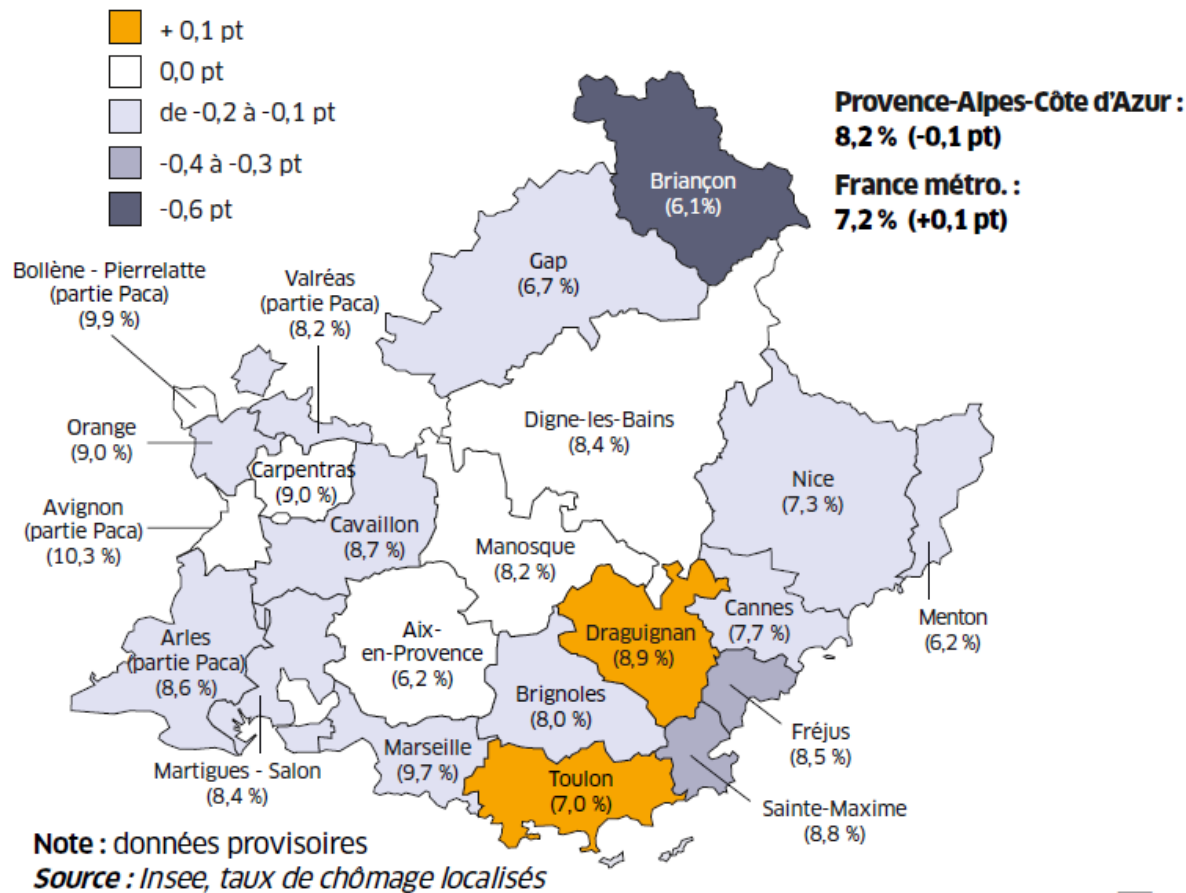 + 0,1 pt
0,0 pt
de -0,2 à -0,1 pt
-0,4 à -0,3 pt
-0,6 pt
Provence-Alpes-Côte d'Azur :
8,2 % (-0,1 pt)
France métro. :
7,2 % (+0,1 pt)
Briançon
(6,1%)
Gap
(6,7 %)
Bollène - Pierrelatte
(partie Paca)
(9,9 %)
Valréas
(partie Paca)
(8,2 %)
Orange
(9,0 %)
Carpentras
(9,0 %)
Digne-les-Bains
(8,4 %)
Nice
(7,3 %)
Avignon
(partie Paca)
(10,3 %)
Cavaillon
(8,7 %)
Manosque
(8,2 %)
Menton
(6,2 %)
Cannes
(7,7 %)
Draguignan
(8,9 %)
Aix-
en-Provence
(6,2 %)
Arles
(partie Paca)
(8,6 %)
Brignoles
(8,0 %)
Fréjus
(8,5 %)
Marseille
(9,7 %)
Martigues - Salon
(8,4 %)
Toulon
(7,0 %)
Sainte-Maxime
(8,8 %)
Note : données provisoires
Source : Insee, taux de chômage localisés